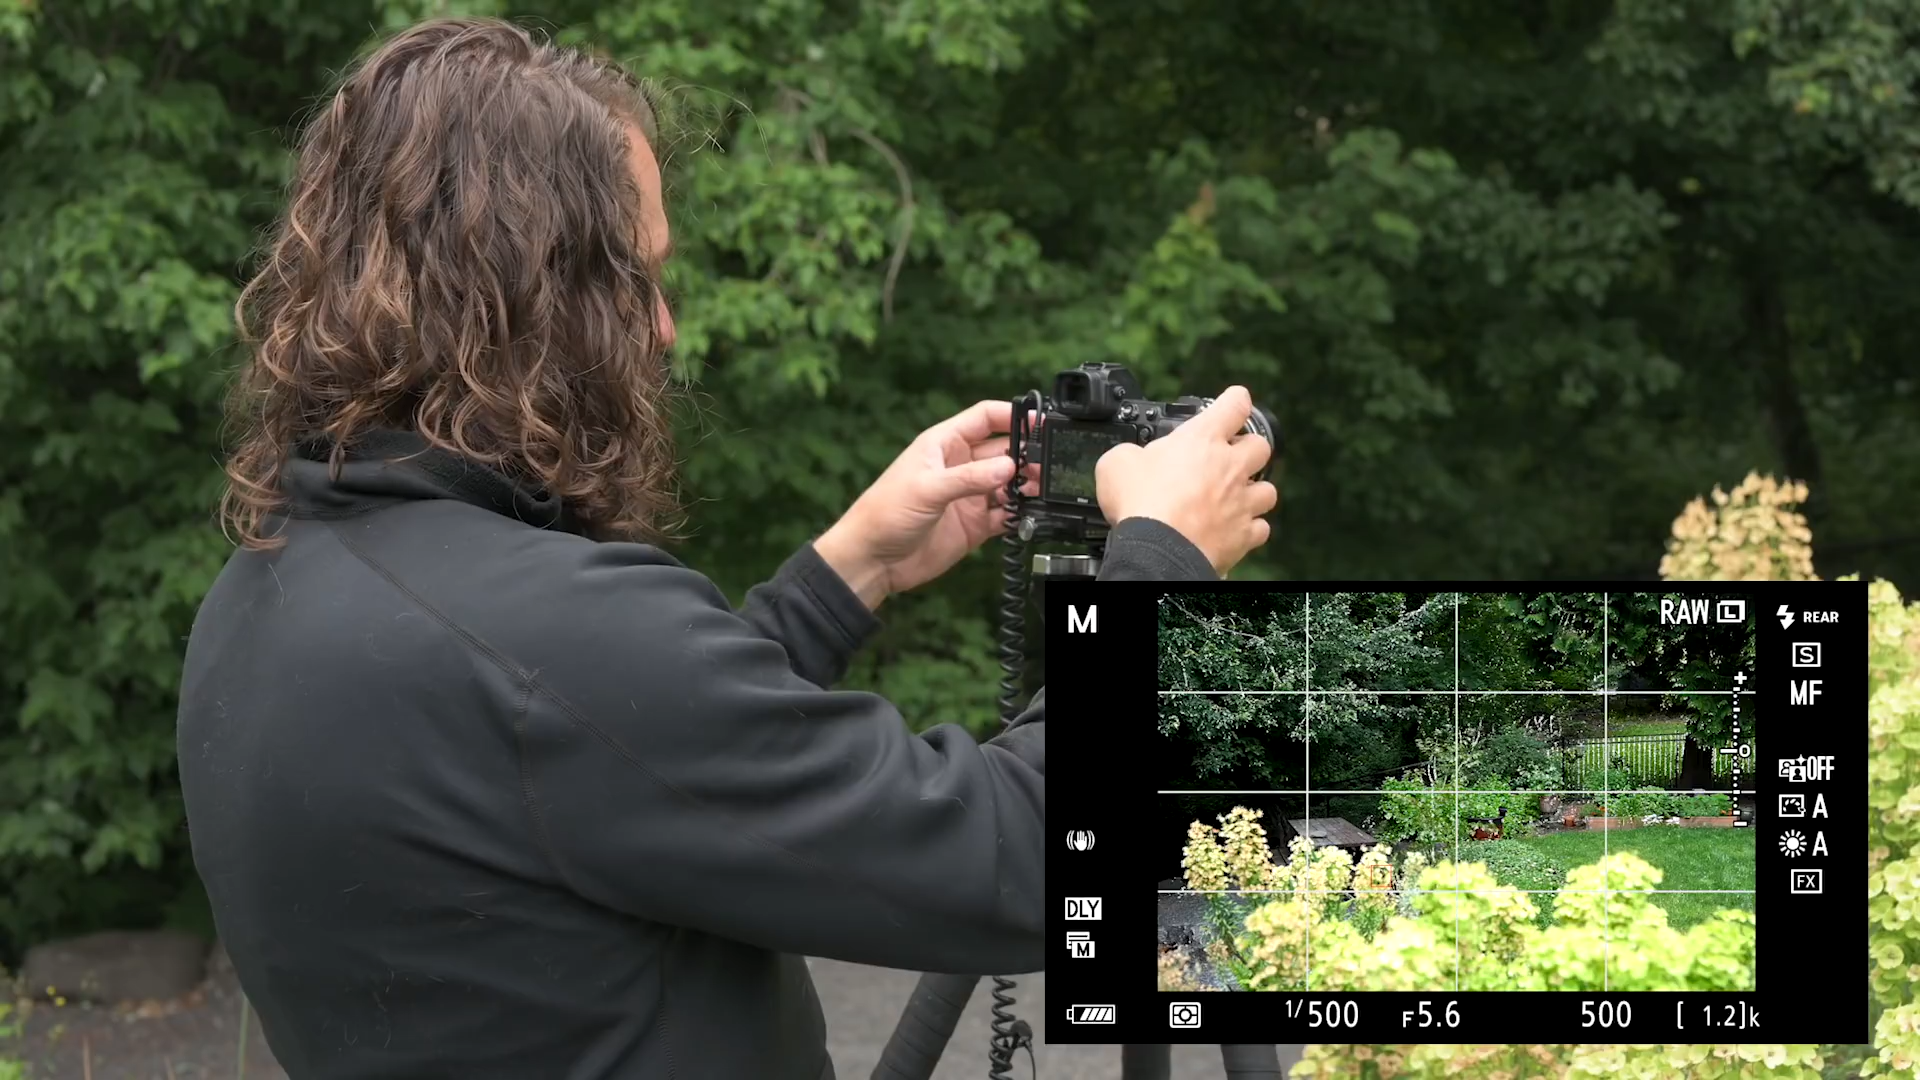 M
RAW L
REAR
S
MF
OFF
A
A
FX
DLY
M
1/500 F5.6 500 [ 1.2]k